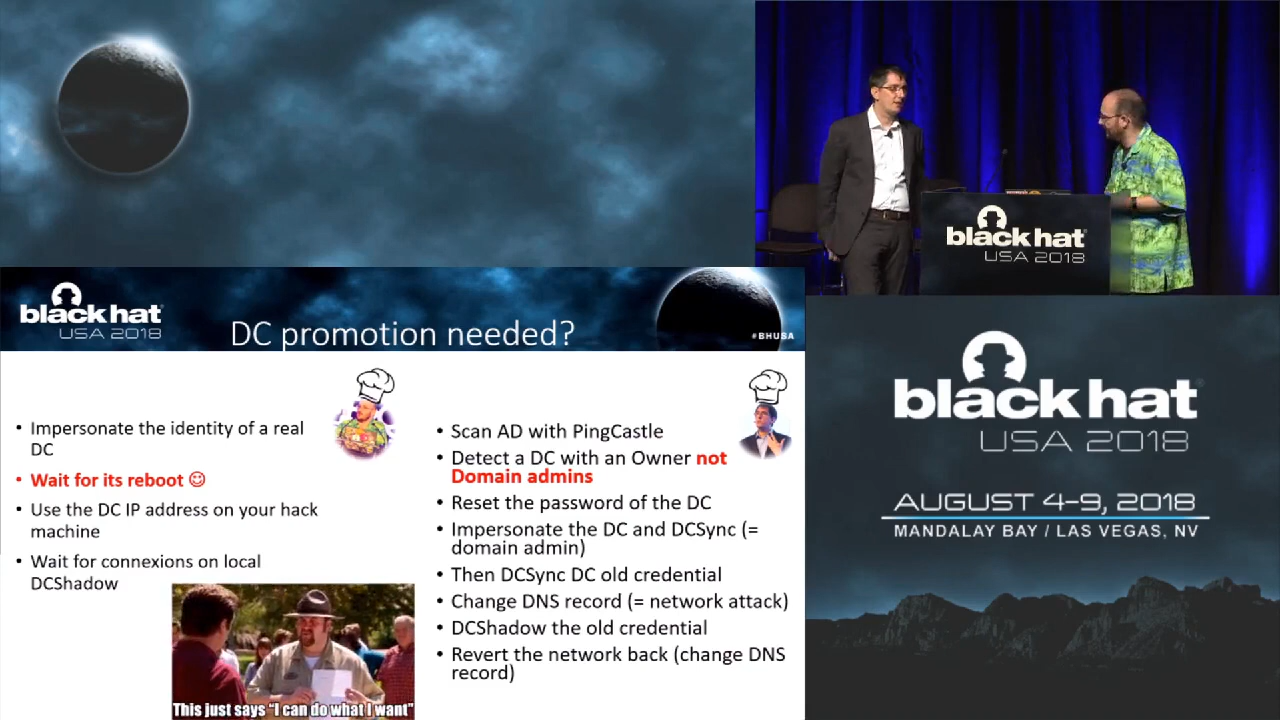 black hat
USA 2018
black hat
USA 2018
DC promotion needed?
#BHUSA
• Impersonate the identity of a real
DC
• Wait for its reboot ☺
• Use the DC IP address on your hack
machine
• Wait for connexions on local
DCShadow
This just says “I can do what I want”
• Scan AD with PingCastle
• Detect a DC with an Owner not
Domain admins
• Reset the password of the DC
• Impersonate the DC and DCSync (=
domain admin)
• Then DCSync DC old credential
• Change DNS record (= network attack)
• DCShadow the old credential
• Revert the network back (change DNS
record)
black hat
USA 2018
AUGUST 4-9, 2018
MANDALAY BAY / LAS VEGAS, NV